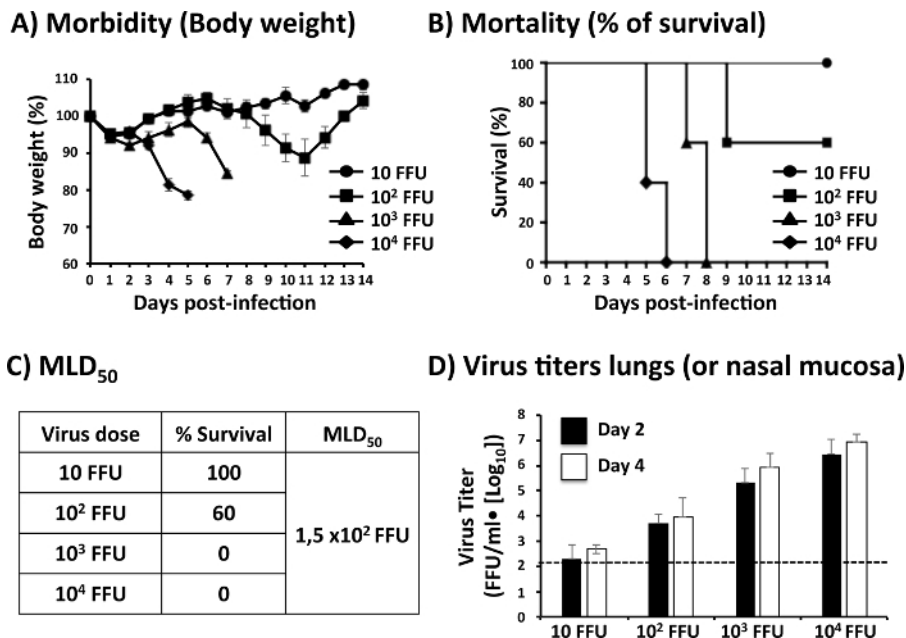 A) Morbidity (Body weight)
110
100
90
80
70
60
Body weight (%)
0 1 2 3 4 5 6 7 8 9 10 11 12 13 14
Days post-infection
10 FFU
10² FFU
10³ FFU
10⁴ FFU
B) Mortality (% of survival)
100
80
60
40
20
0
Survival (%)
0 1 2 3 4 5 6 7 8 9 10 11 12 13 14
Days post-infection
10 FFU
10² FFU
10³ FFU
10⁴ FFU
C) MLD₅₀
Virus dose % Survival MLD₅₀
10 FFU 100
10² FFU 60
1,5 x10² FFU
10³ FFU 0
10⁴ FFU 0
D) Virus titers lungs (or nasal mucosa)
8
7
6
5
4
3
2
1
0
Virus Titer
(FFU/ml• [Log₁₀])
Day 2
Day 4
10 FFU 10² FFU 10³ FFU 10⁴ FFU